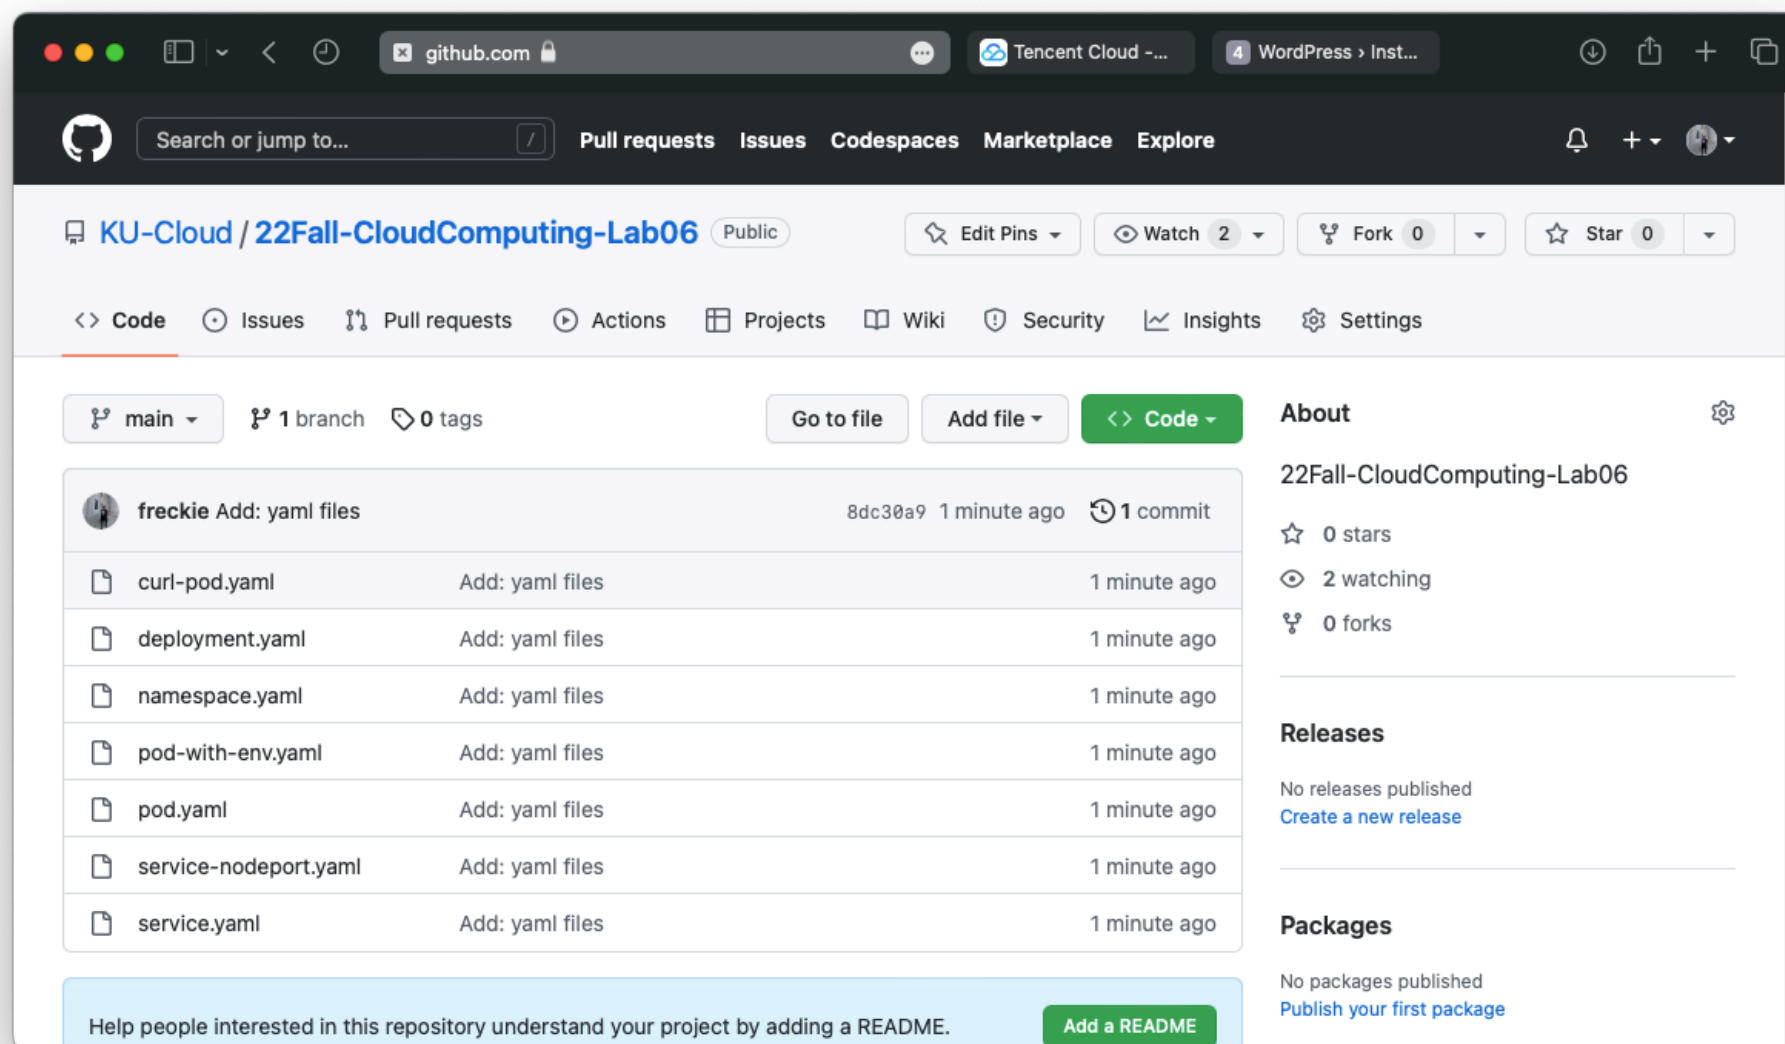 github.com
Tencent Cloud -...
4 WordPress › Inst...
Search or jump to... /
Pull requests Issues Codespaces Marketplace Explore
KU-Cloud / 22Fall-CloudComputing-Lab06 Public
Edit Pins Watch 2 Fork 0 Star 0
Code Issues Pull requests Actions Projects Wiki Security Insights Settings
main 1 branch 0 tags Go to file Add file Code
freckie Add: yaml files 8dc30a9 1 minute ago 1 commit
curl-pod.yaml Add: yaml files 1 minute ago
deployment.yaml Add: yaml files 1 minute ago
namespace.yaml Add: yaml files 1 minute ago
pod-with-env.yaml Add: yaml files 1 minute ago
pod.yaml Add: yaml files 1 minute ago
service-nodeport.yaml Add: yaml files 1 minute ago
service.yaml Add: yaml files 1 minute ago
Help people interested in this repository understand your project by adding a README. Add a README
About
22Fall-CloudComputing-Lab06
0 stars
2 watching
0 forks
Releases
No releases published
Create a new release
Packages
No packages published
Publish your first package